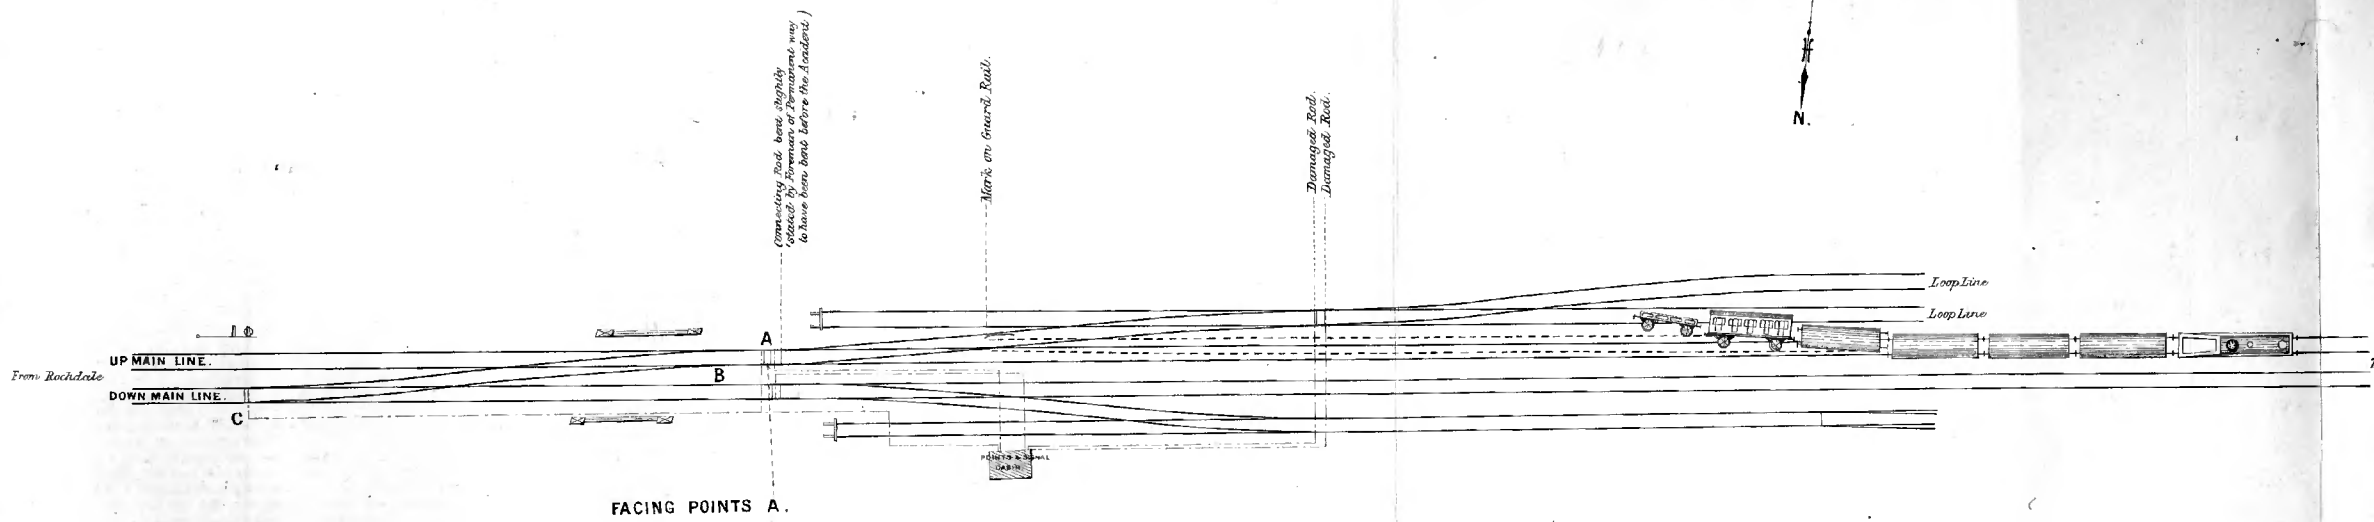 Connecting Rod bent slightly
stated by Foreman of Permanent way
to have been bent before the Accident)
Mark on Guard Rail.
Damaged Rod.
Damaged Rod.
N.
Loop Line
Loop Line
A
UP MAIN LINE.
From Rochdale
B
DOWN MAIN LINE.
C
POINTS & SIGNAL
CABIN
FACING POINTS A.